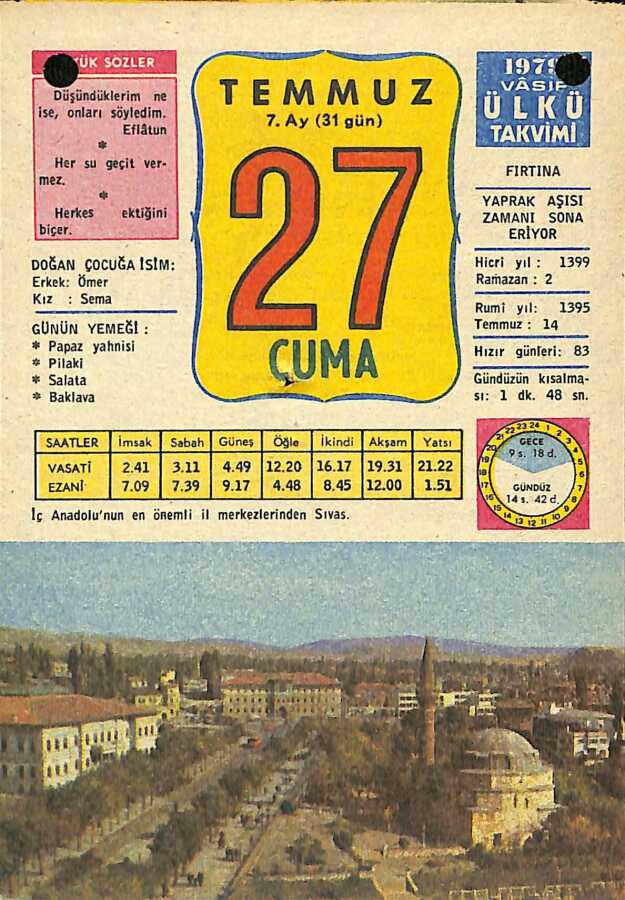 ÜK SÖZLER
Düşündüklerim ne
ise, onları söyledim.
Eflâtun
*
Her su geçit ver-
mez.
*
Herkes ektiğini
biçer.
DOĞAN ÇOCUĞA İSİM:
Erkek: Ömer
Kız : Sema
GÜNÜN YEMEĞİ :
* Papaz yahnisi
* Pilaki
* Salata
* Baklava
TEMMUZ
7. Ay (31 gün)
27
CUMA
1979
VÂSIF
ÜLKÜ
TAKVİMİ
FIRTINA
YAPRAK AŞISI
ZAMANI SONA
ERİYOR
Hicri yıl : 1399
Ramazan : 2
Rumi yıl: 1395
Temmuz : 14
Hızır günleri: 83
Gündüzün kısalma-
sı: 1 dk. 48 sn.
SAATLER İmsak Sabah Güneş Öğle İkindi Akşam Yatsı
VASATİ 2.41 3.11 4.49 12.20 16.17 19.31 21.22
EZANİ 7.09 7.39 9.17 4.48 8.45 12.00 1.51
GECE
9 s. 18 d.
GÜNDÜZ
14 s. 42 d.
İç Anadolu'nun en önemli il merkezlerinden Sıvas.